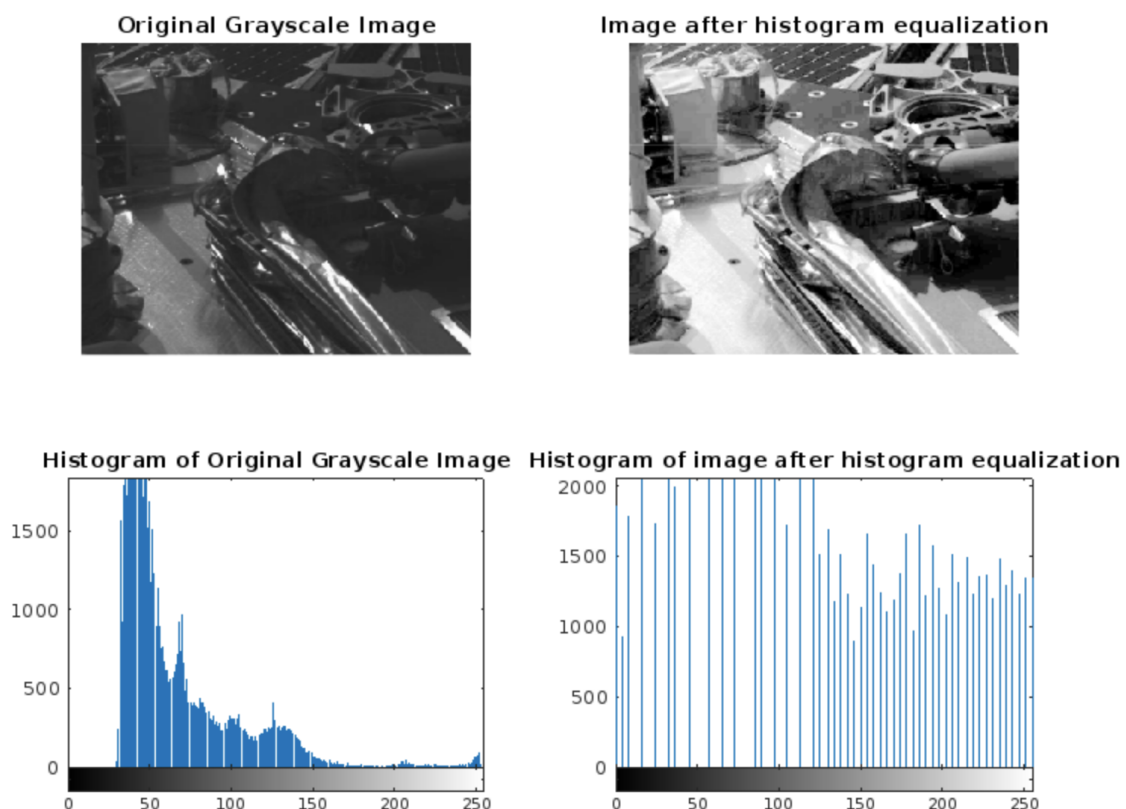 Original Grayscale Image
Image after histogram equalization
Histogram of Original Grayscale Image
1500
1000
500
0
0 50 100 150 200 250
Histogram of image after histogram equalization
2000
1500
1000
500
0
0 50 100 150 200 250